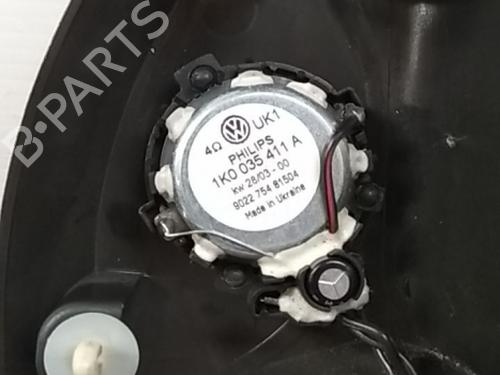 B-PARTS
4Ω UK1
PHILIPS
1K0 035 411 A
kw 28/03 - 00
9022 754 81504
Made in Ukraine